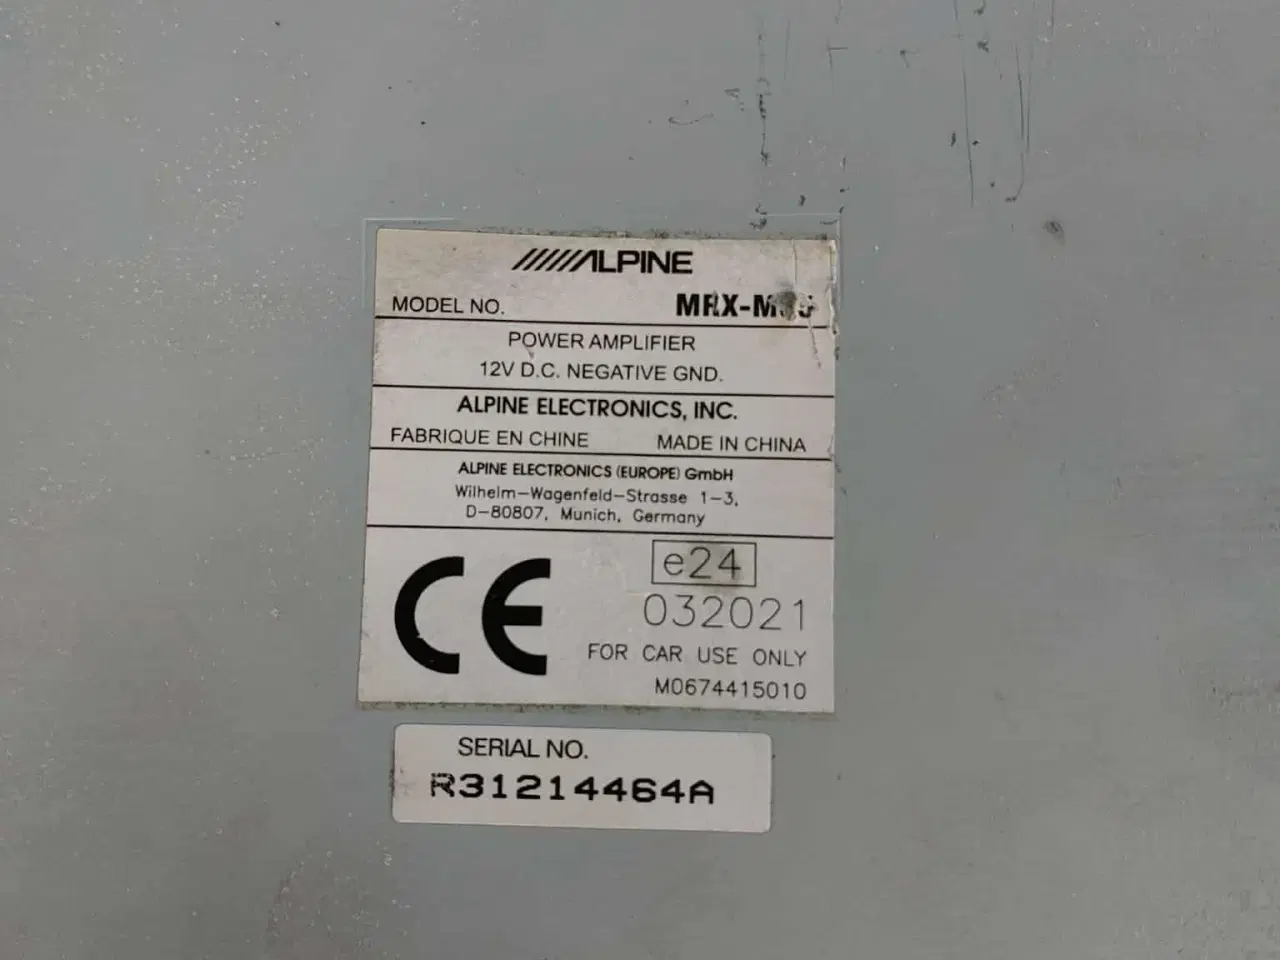 ALPINE
MODEL NO.
POWER AMPLIFIER
12V D.C. NEGATIVE GND.
ALPINE ELECTRONICS, INC.
FABRIQUE EN CHINE MADE IN CHINA
ALPINE ELECTRONICS (EUROPE) GmbH
Wilhelm-Wagenfeld-Strasse 1-3,
D-80807, Munich, Germany
CE e24
032021
FOR CAR USE ONLY
M0674415010
SERIAL NO.
R31214464A